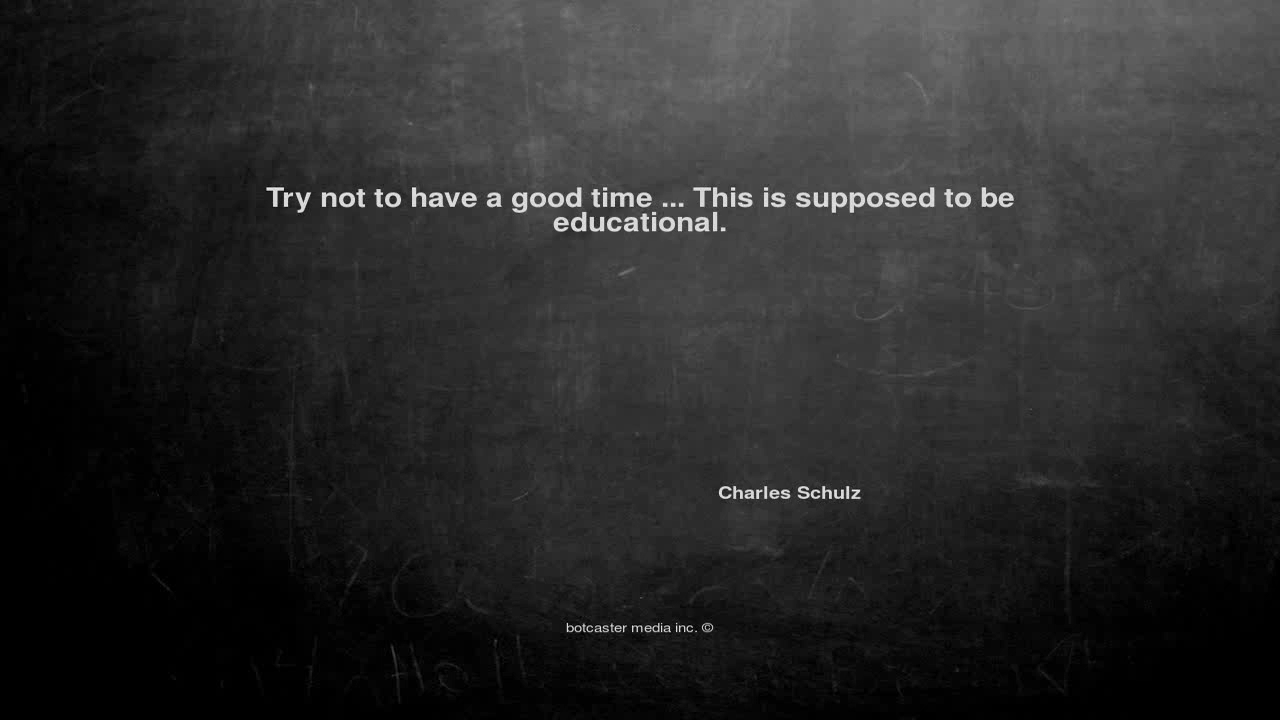 Try not to have a good time ... This is supposed to be
educational.
Charles Schulz
botcaster media inc. ©